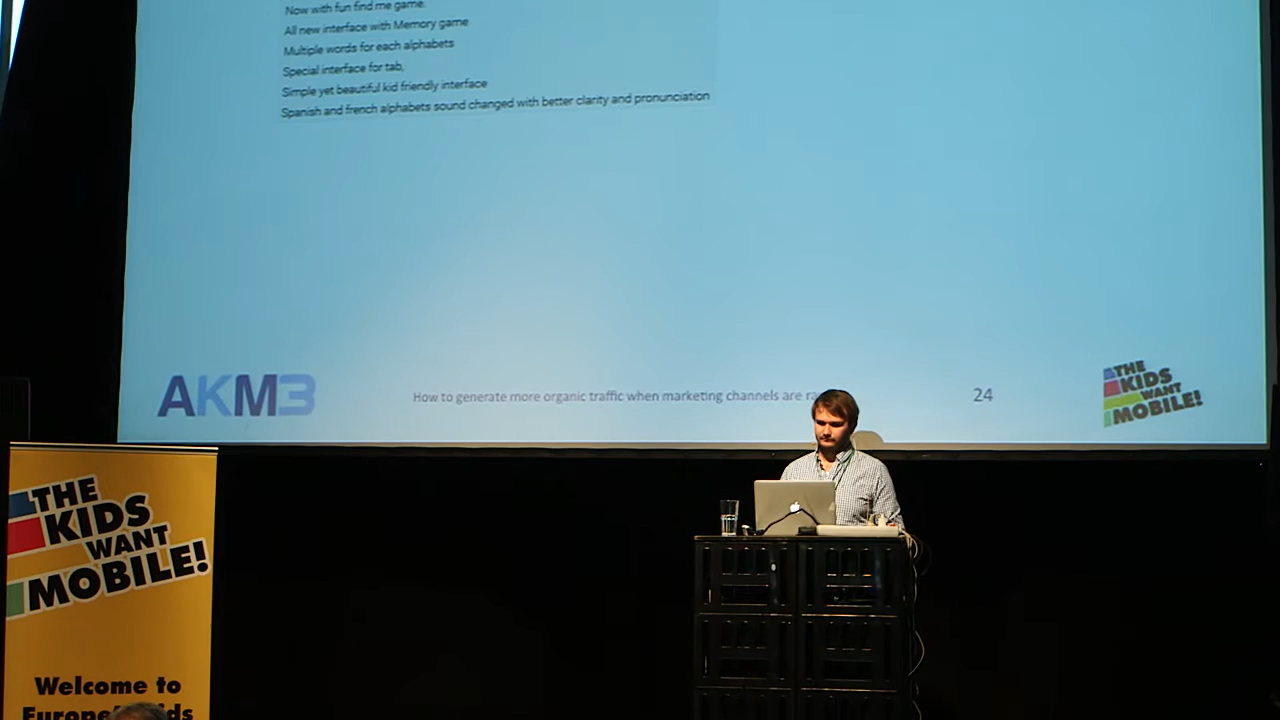 Now with fun find me game.
All new interface with Memory game
Multiple words for each alphabets
Special interface for tab,
Simple yet beautiful kid friendly interface
Spanish and french alphabets sound changed with better clarity and pronunciation
AKM3
How to generate more organic traffic when marketing channels are
24
THE
KIDS
WANT
MOBILE!
THE
KIDS
WANT
MOBILE!
Welcome to